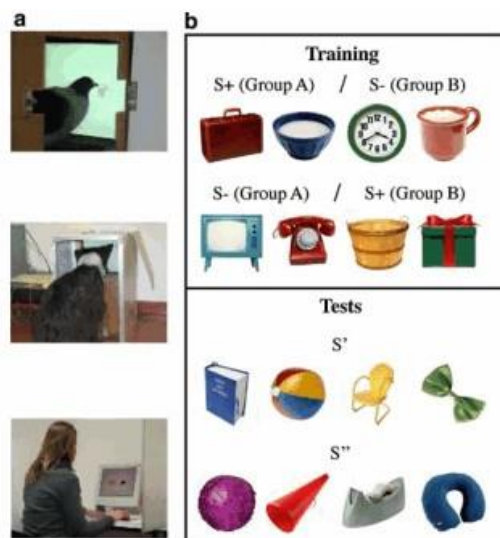 a
b
Training
S+ (Group A) / S- (Group B)
S- (Group A) / S+ (Group B)
Tests
S'
S"